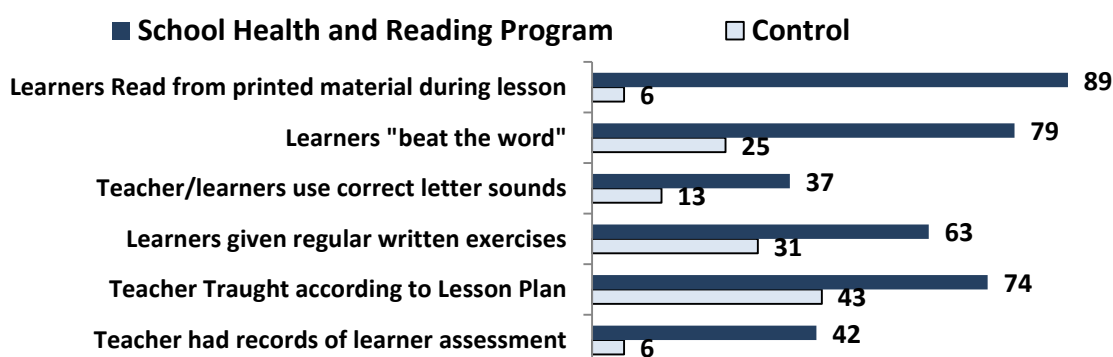 School Health and Reading Program Control
Learners Read from printed material during lesson 89
6
Learners "beat the word" 79
25
Teacher/learners use correct letter sounds 37
13
Learners given regular written exercises 63
31
Teacher Traught according to Lesson Plan 74
43
Teacher had records of learner assessment 42
6